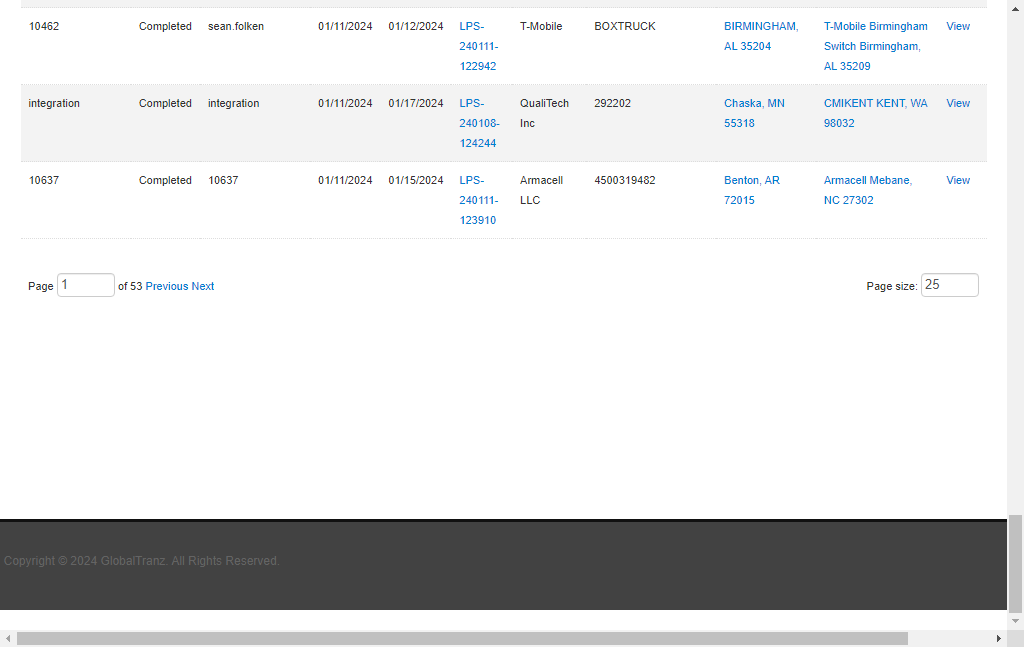 10462 Completed sean.folken 01/11/2024 01/12/2024 LPS- T-Mobile BOXTRUCK BIRMINGHAM, T-Mobile Birmingham View
240111- AL 35204 Switch Birmingham,
122942 AL 35209
integration Completed integration 01/11/2024 01/17/2024 LPS- QualiTech 292202 Chaska, MN CMIKENT KENT, WA View
240108- Inc 55318 98032
124244
10637 Completed 10637 01/11/2024 01/15/2024 LPS- Armacell 4500319482 Benton, AR Armacell Mebane, View
240111- LLC 72015 NC 27302
123910
Page 1 of 53 Previous Next Page size: 25
Copyright © 2024 GlobalTranz. All Rights Reserved.